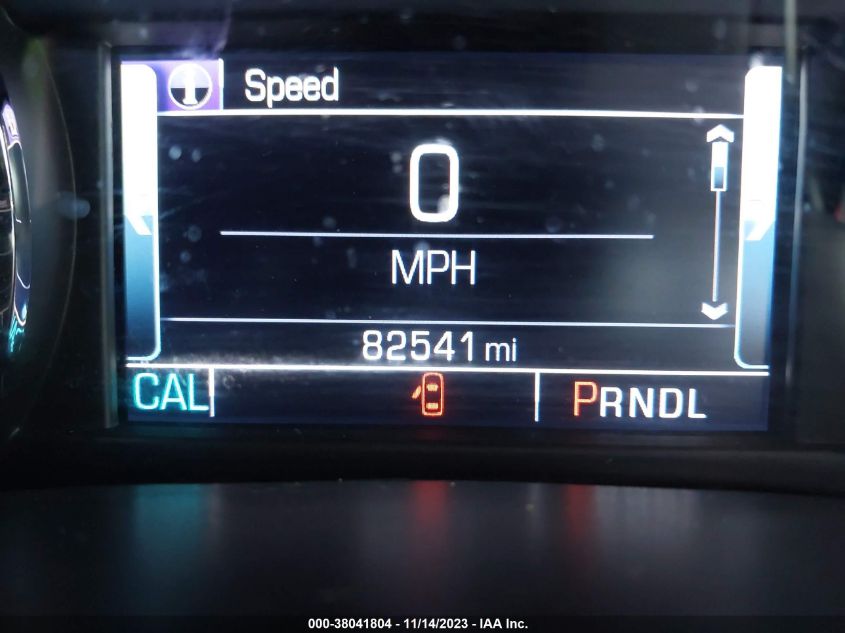 Speed
0
MPH
82541 mi
CAL PRNDL
000-38041804 - 11/14/2023 - IAA Inc.